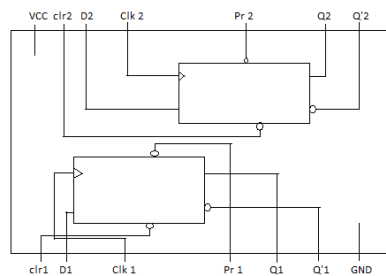 VCC clr2 D2 Clk 2 Pr 2 Q2 Q'2
clr1 D1 Clk 1 Pr 1 Q1 Q'1 GND